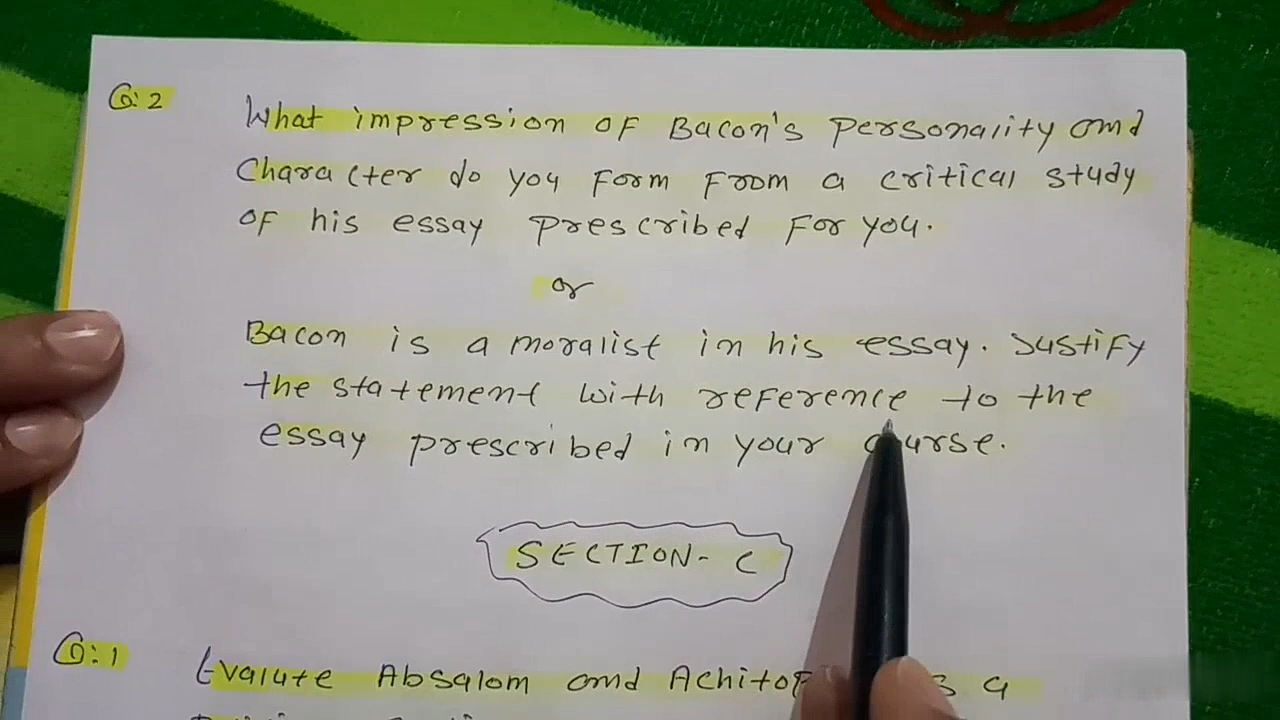 Q:2
What impression of Bacon's personality and
Character do you form from a critical study
of his essay prescribed for you.
or
Bacon is a moralist in his essay. Justify
the statement with reference to the
essay prescribed in your course.
SECTION- C
Q:1
Evalute Absalom and a